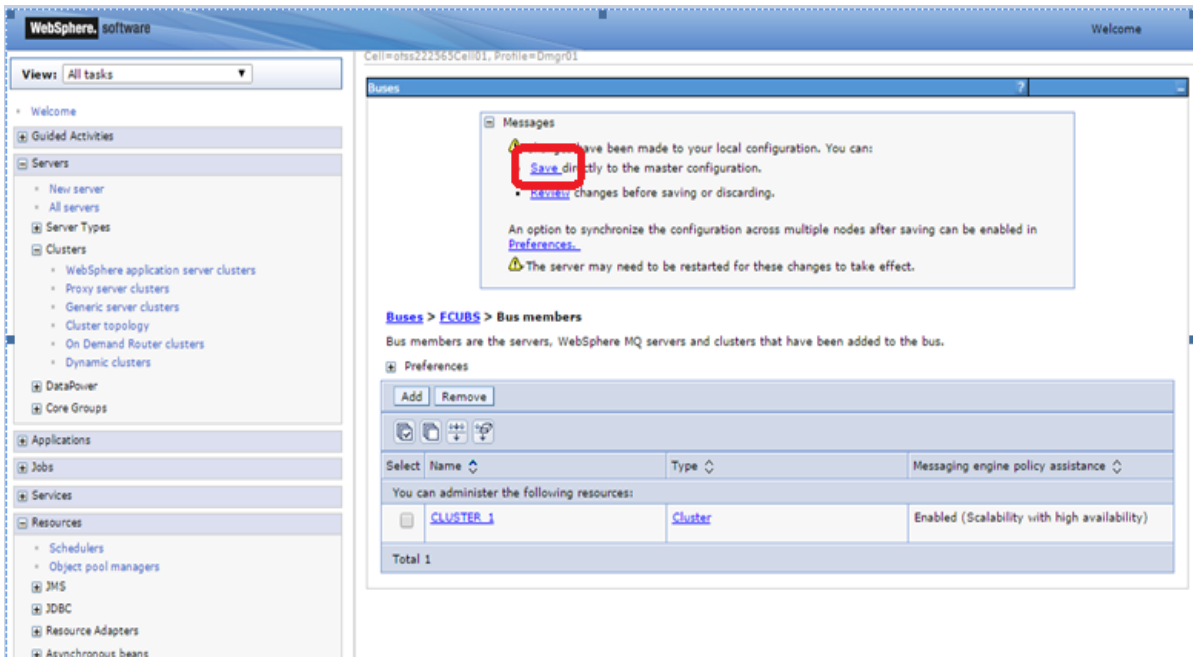 WebSphere. software
Welcome
View: All tasks
Cell=ofss222565Cell01, Profile=Dmgr01
Welcome
Guided Activities
Servers
New server
All servers
Server Types
Clusters
WebSphere application server clusters
Proxy server clusters
Generic server clusters
Cluster topology
On Demand Router clusters
Dynamic clusters
DataPower
Core Groups
Applications
Jobs
Services
Resources
Schedulers
Object pool managers
JMS
JDBC
Resource Adapters
Asynchronous beans
Buses
?
Messages
have been made to your local configuration. You can:
Save directly to the master configuration.
Review changes before saving or discarding.
An option to synchronize the configuration across multiple nodes after saving can be enabled in
Preferences.
The server may need to be restarted for these changes to take effect.
Buses > FCUBS > Bus members
Bus members are the servers, WebSphere MQ servers and clusters that have been added to the bus.
Preferences
Add Remove
Select Name Type Messaging engine policy assistance
You can administer the following resources:
CLUSTER_1 Cluster Enabled (Scalability with high availability)
Total 1